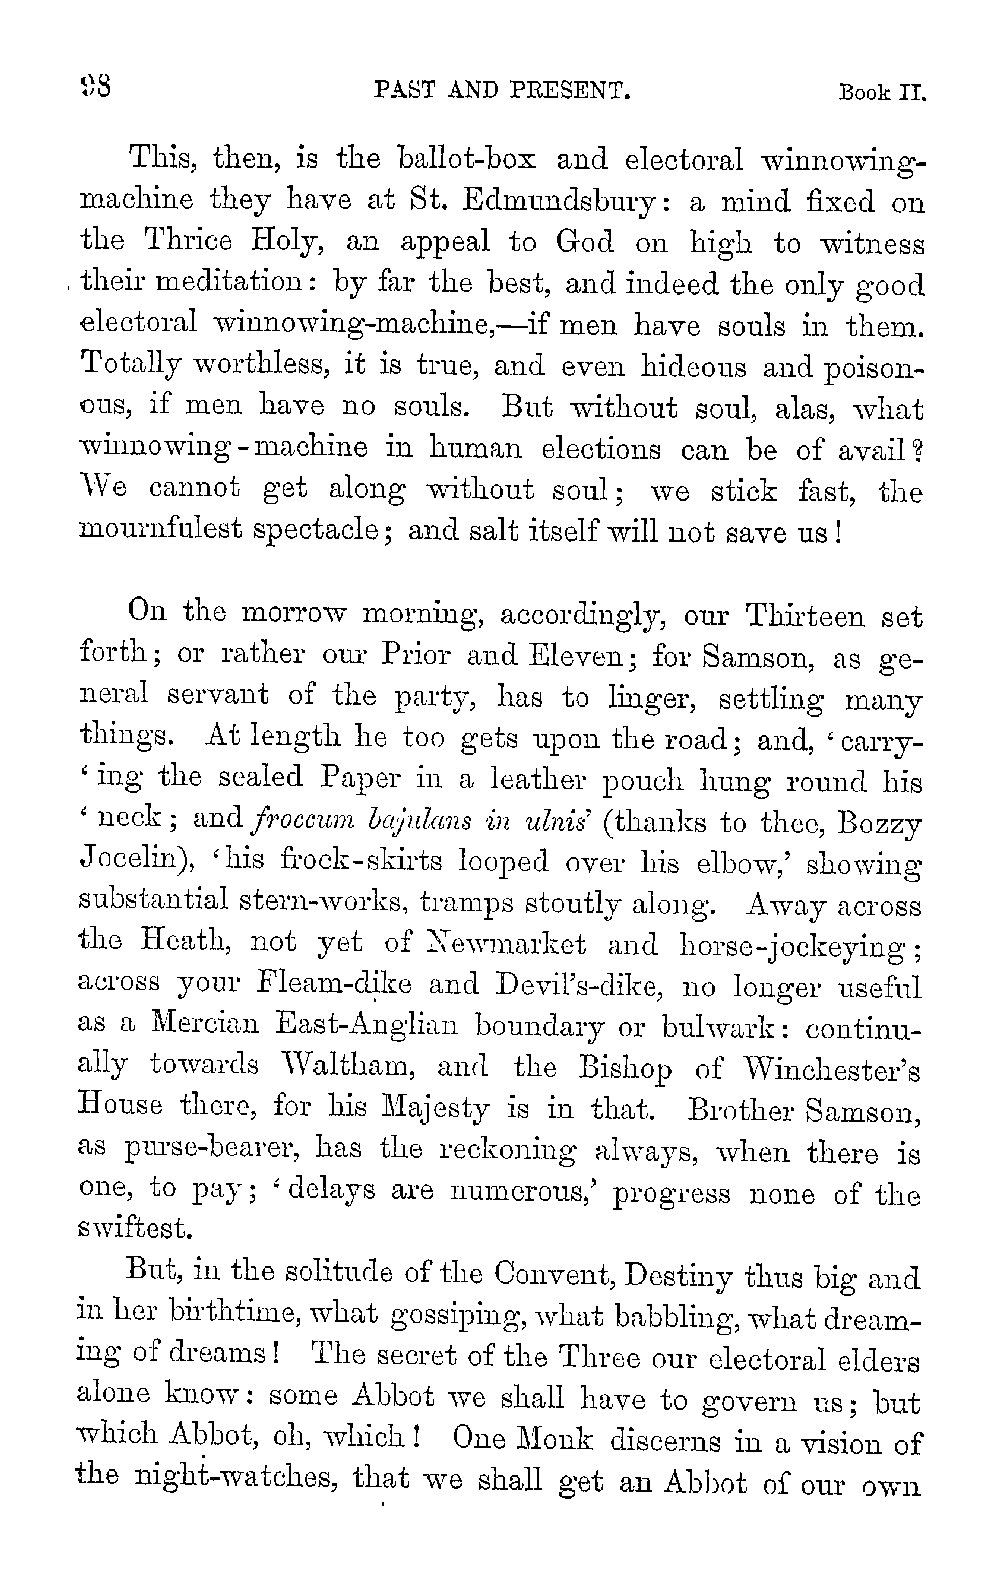 98 PAST AND PRESENT. Book II.
This, then, is the ballot-box and electoral winnowing-
machine they have at St. Edmundsbury: a mind fixed on
the Thrice Holy, an appeal to God on high to witness
their meditation: by far the best, and indeed the only good
electoral winnowing-machine,—if men have souls in them.
Totally worthless, it is true, and even hideous and poison-
ous, if men have no souls. But without soul, alas, what
winnowing-machine in human elections can be of avail?
We cannot get along without soul; we stick fast, the
mournfulest spectacle; and salt itself will not save us!
On the morrow morning, accordingly, our Thirteen set
forth; or rather our Prior and Eleven; for Samson, as ge-
neral servant of the party, has to linger, settling many
things. At length he too gets upon the road; and, ‘carry-
‘ing the sealed Paper in a leather pouch hung round his
‘neck; and froccum bajulans in ulnis’ (thanks to thee, Bozzy
Jocelin), ‘his frock-skirts looped over his elbow,’ showing
substantial stern-works, tramps stoutly along. Away across
the Heath, not yet of Newmarket and horse-jockeying;
across your Fleam-dike and Devil’s-dike, no longer useful
as a Mercian East-Anglian boundary or bulwark: continu-
ally towards Waltham, and the Bishop of Winchester’s
House there, for his Majesty is in that. Brother Samson,
as purse-bearer, has the reckoning always, when there is
one, to pay; ‘delays are numerous,’ progress none of the
swiftest.
But, in the solitude of the Convent, Destiny thus big and
in her birthtime, what gossiping, what babbling, what dream-
ing of dreams! The secret of the Three our electoral elders
alone know: some Abbot we shall have to govern us; but
which Abbot, oh, which! One Monk discerns in a vision of
the night-watches, that we shall get an Abbot of our own